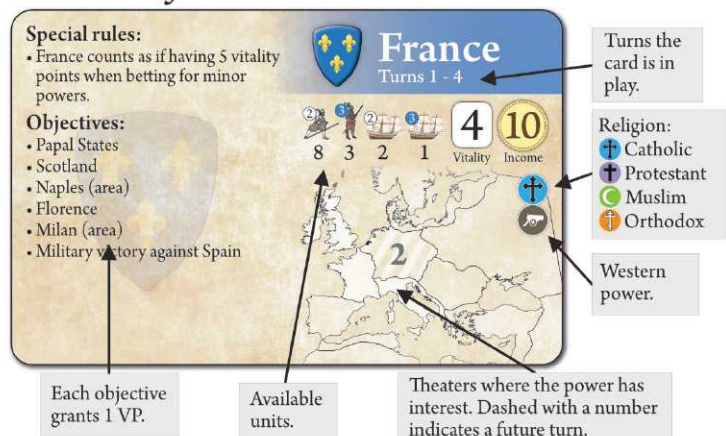 Special rules:
• France counts as if having 5 vitality
points when betting for minor
powers.
Objectives:
• Papal States
• Scotland
• Naples (area)
• Florence
• Milan (area)
• Military victory against Spain
France
Turns 1 - 4
2 3 2 3
8 3 2 1
4
Vitality
10
Income
2
Turns the
card is in
play.
Religion:
Catholic
Protestant
Muslim
Orthodox
Western
power.
Each objective
grants 1 VP.
Available
units.
Theaters where the power has
interest. Dashed with a number
indicates a future turn.